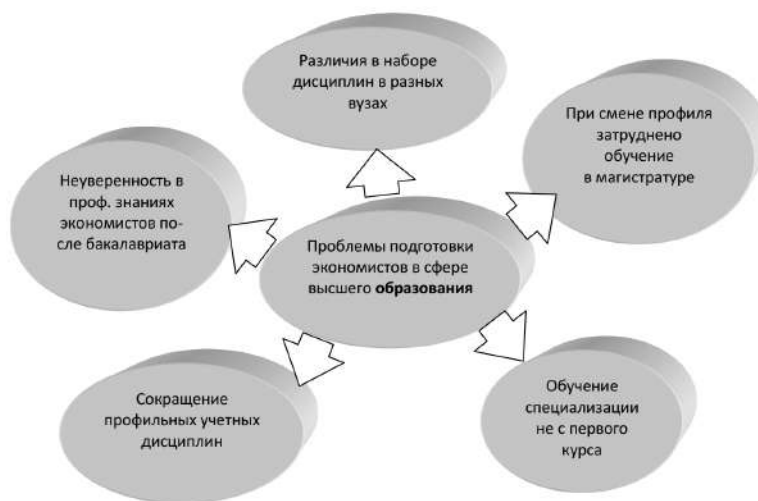 Различия в наборе
дисциплин в разных
вузах
При смене профиля
затруднено
обучение
в магистратуре
Неуверенность в
проф. знаниях
экономистов по-
сле бакалавриата
Проблемы подготовки
экономистов в сфере
высшего образования
Сокращение
профильных учетных
дисциплин
Обучение
специализации
не с первого
курса